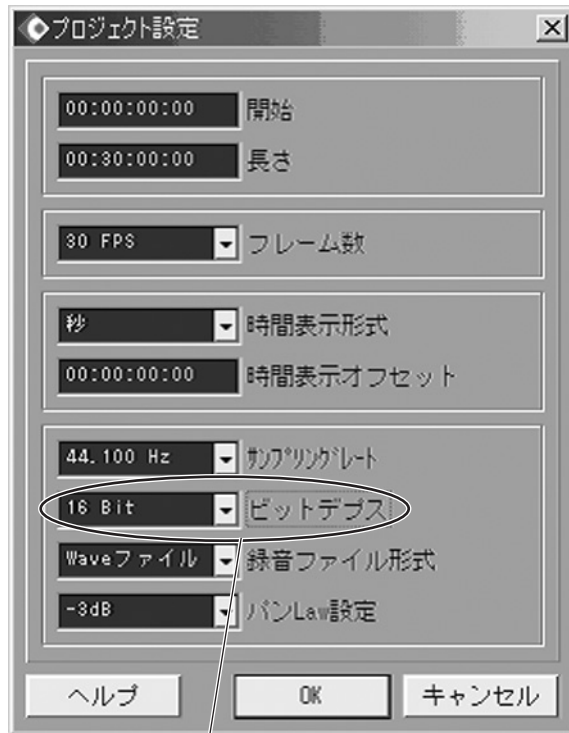 プロジェクト設定
00:00:00:00 開始
00:30:00:00 長さ
30 FPS フレーム数
秒 時間表示形式
00:00:00:00 時間表示オフセット
44.100 Hz サンプリングレート
16 Bit ビットデプス
Waveファイル 録音ファイル形式
-3dB パンLaw設定
ヘルプ OK キャンセル